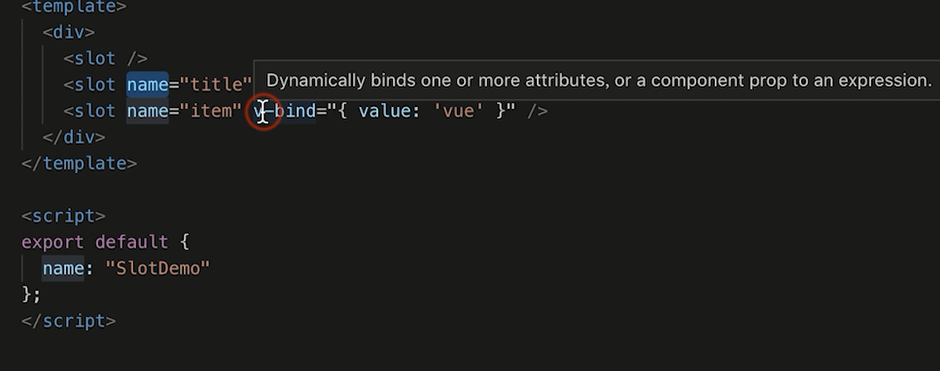 <template>
<div>
<slot />
<slot name="title"
Dynamically binds one or more attributes, or a component prop to an expression.
<slot name="item" v-bind="{ value: 'vue' }" />
</div>
</template>
<script>
export default {
name: "SlotDemo"
};
</script>